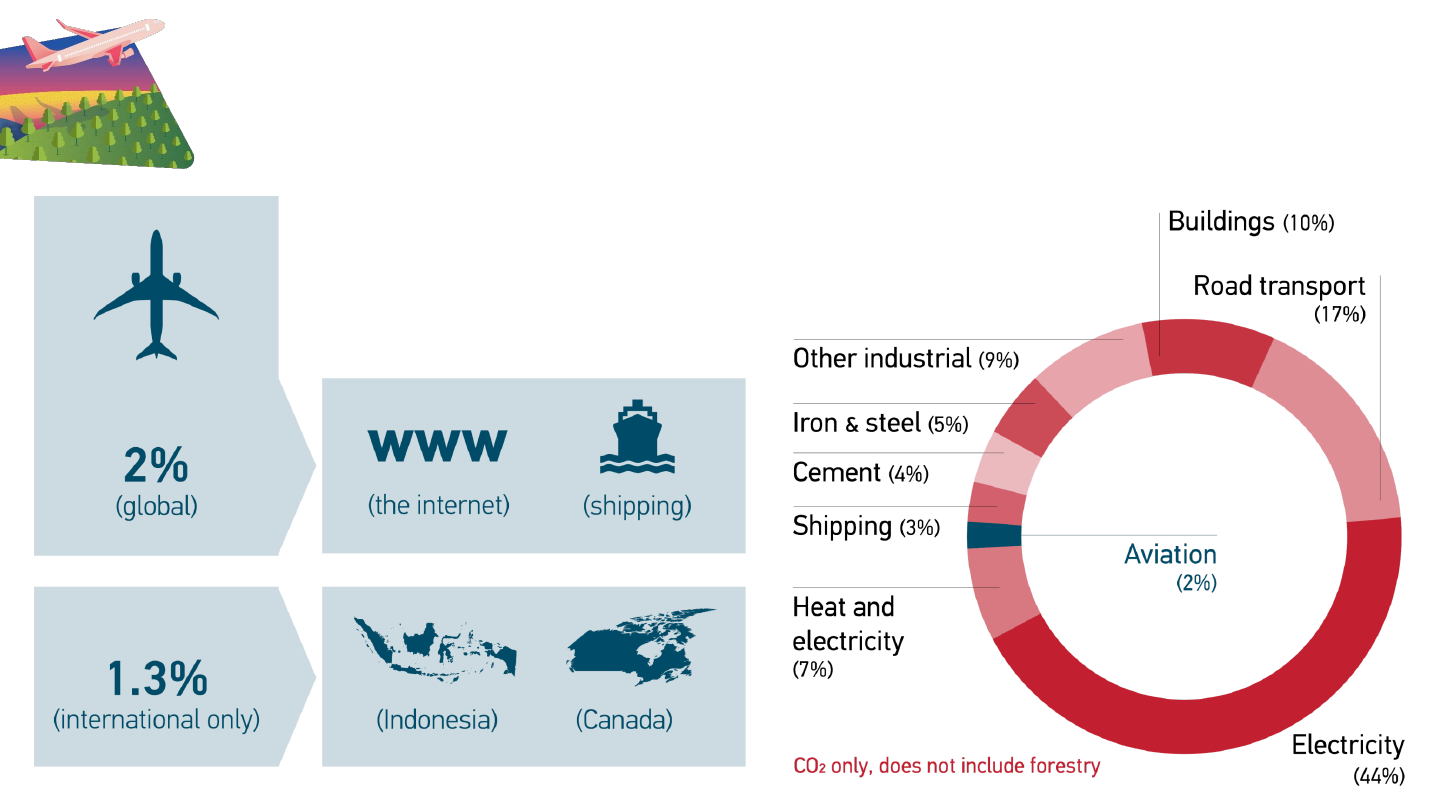 2%
(global)
www
(the internet)
(shipping)
1.3%
(international only)
(Indonesia)
(Canada)
Buildings (10%)
Road transport
(17%)
Other industrial (9%)
Iron & steel (5%)
Cement (4%)
Shipping (3%)
Aviation
(2%)
Heat and
electricity
(7%)
Electricity
(44%)
CO₂ only, does not include forestry